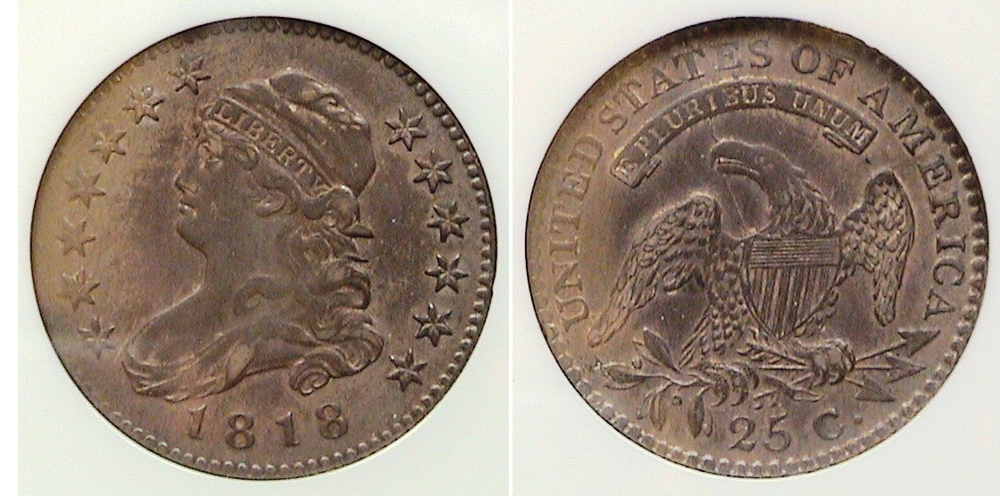 LIBERTY
1818
UNITED STATES OF AMERICA
E PLURIBUS UNUM
25 C.